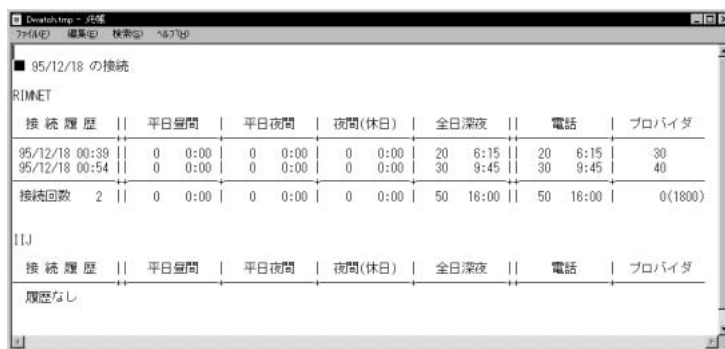 Dwatch.tmp - メモ帳
ファイル(F) 編集(E) 検索(S) ヘルプ(H)
■ 95/12/18 の接続
RIMNET
接 続 履 歴 || 平日昼間 | 平日夜間 | 夜間(休日) | 全日深夜 || 電話 | プロバイダ
95/12/18 00:39 || 0 0:00 | 0 0:00 | 0 0:00 | 20 6:15 || 20 6:15 | 30
95/12/18 00:54 || 0 0:00 | 0 0:00 | 0 0:00 | 30 9:45 || 30 9:45 | 40
接続回数 2 || 0 0:00 | 0 0:00 | 0 0:00 | 50 16:00 || 50 16:00 | 0(1800)
IIJ
接 続 履 歴 || 平日昼間 | 平日夜間 | 夜間(休日) | 全日深夜 || 電話 | プロバイダ
履歴なし